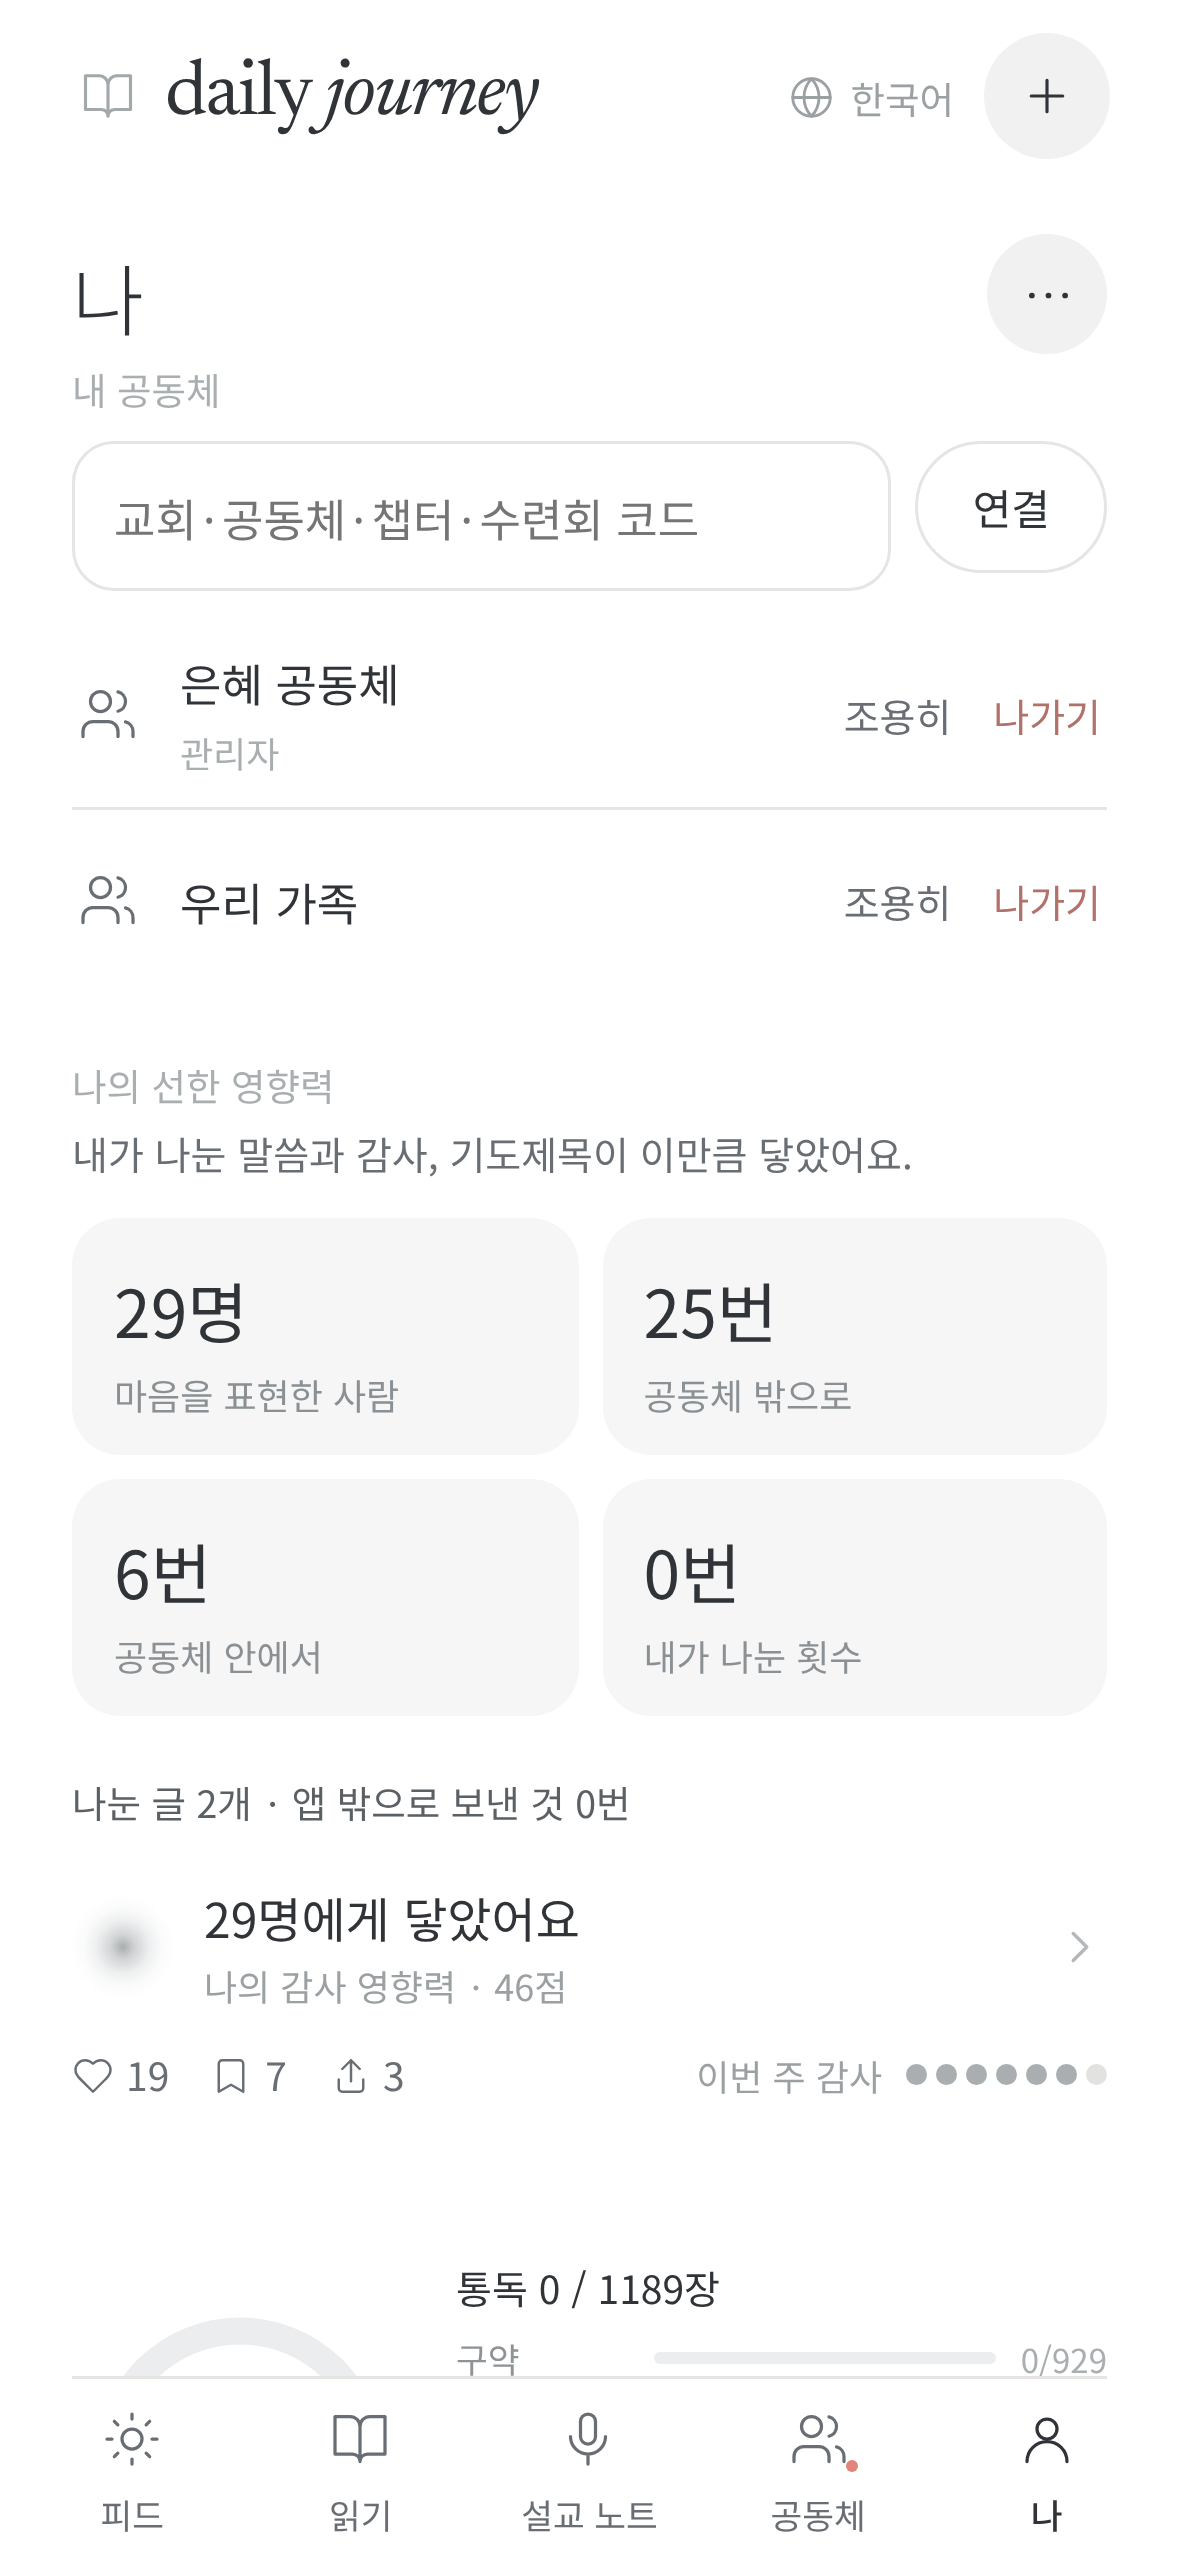 daily journey
한국어
나
내 공동체
교회·공동체·챕터·수련회 코드
연결
은혜 공동체
관리자
조용히
나가기
우리 가족
조용히
나가기
나의 선한 영향력
내가 나눈 말씀과 감사, 기도제목이 이만큼 닿았어요.
29명
마음을 표현한 사람
25번
공동체 밖으로
6번
공동체 안에서
0번
내가 나눈 횟수
나눈 글 2개 · 앱 밖으로 보낸 것 0번
29명에게 닿았어요
나의 감사 영향력 · 46점
19
7
3
이번 주 감사
통독 0 / 1189장
구약
0/929
피드
읽기
설교 노트
공동체
나